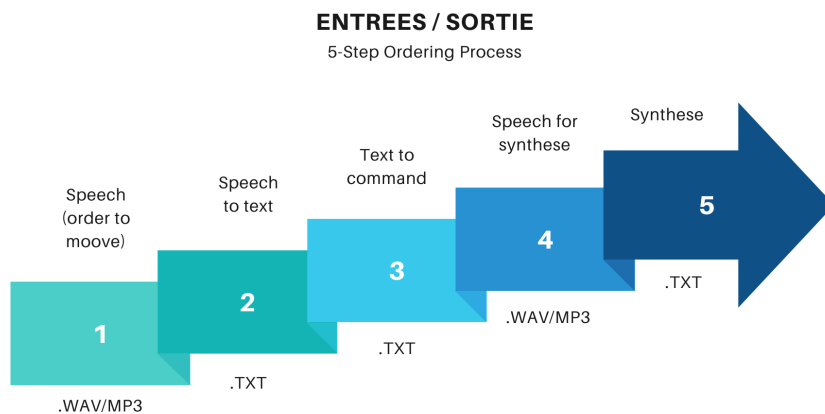 ENTREES / SORTIE
5-Step Ordering Process
Speech
(order to
moove)
1
.WAV/MP3
Speech
to text
2
.TXT
Text to
command
3
.TXT
Speech for
synthese
4
.WAV/MP3
Synthese
5
.TXT